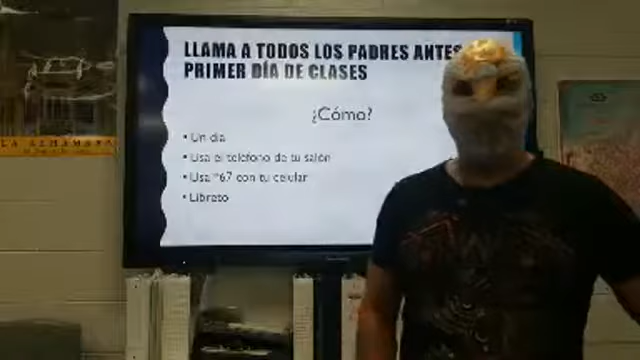 LLAMA A TODOS LOS PADRES ANTES
PRIMER DÍA DE CLASES
¿Cómo?
• Un día
• Usa el teléfono de tu salón
• Usa *67 con tu celular
• Libreto
LA ALHAMBRA